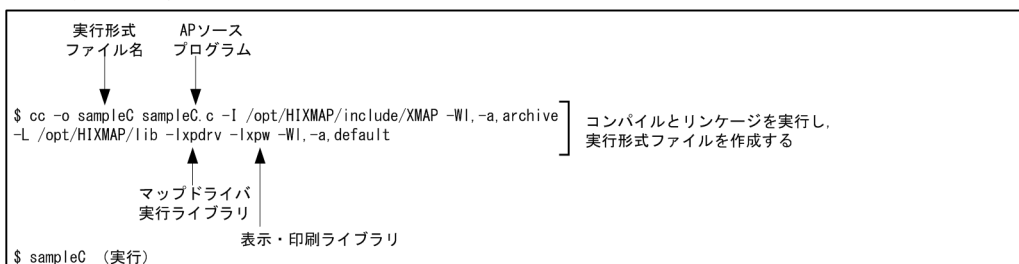 実行形式
ファイル名
APソース
プログラム
$ cc -o sampleC sampleC.c -I /opt/HIXMAP/include/XMAP -Wl,-a,archive
-L /opt/HIXMAP/lib -lxpdrv -lxpw -Wl,-a,default
コンパイルとリンケージを実行し,
実行形式ファイルを作成する
マップドライバ
実行ライブラリ
表示・印刷ライブラリ
$ sampleC （実行）